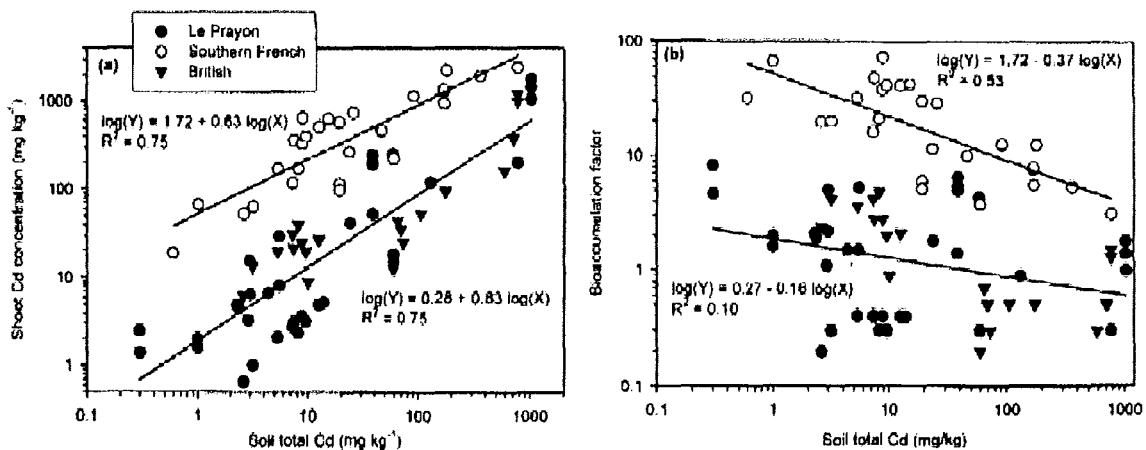 Le Prayon
Southern French
British
(a)
Shoot Cd concentration (mg kg⁻¹)
1000
100
10
1
log(Y) = 1.72 + 0.63 log(X)
R² = 0.75
log(Y) = 0.28 + 0.83 log(X)
R² = 0.75
0.1 1 10 100 1000
Soil total Cd (mg kg⁻¹)
(b)
Bioaccumulation factor
100
10
1
0.1
log(Y) = 1.72 - 0.37 log(X)
R² = 0.53
log(Y) = 0.27 - 0.16 log(X)
R² = 0.10
0.1 1 10 100 1000
Soil total Cd (mg/kg)